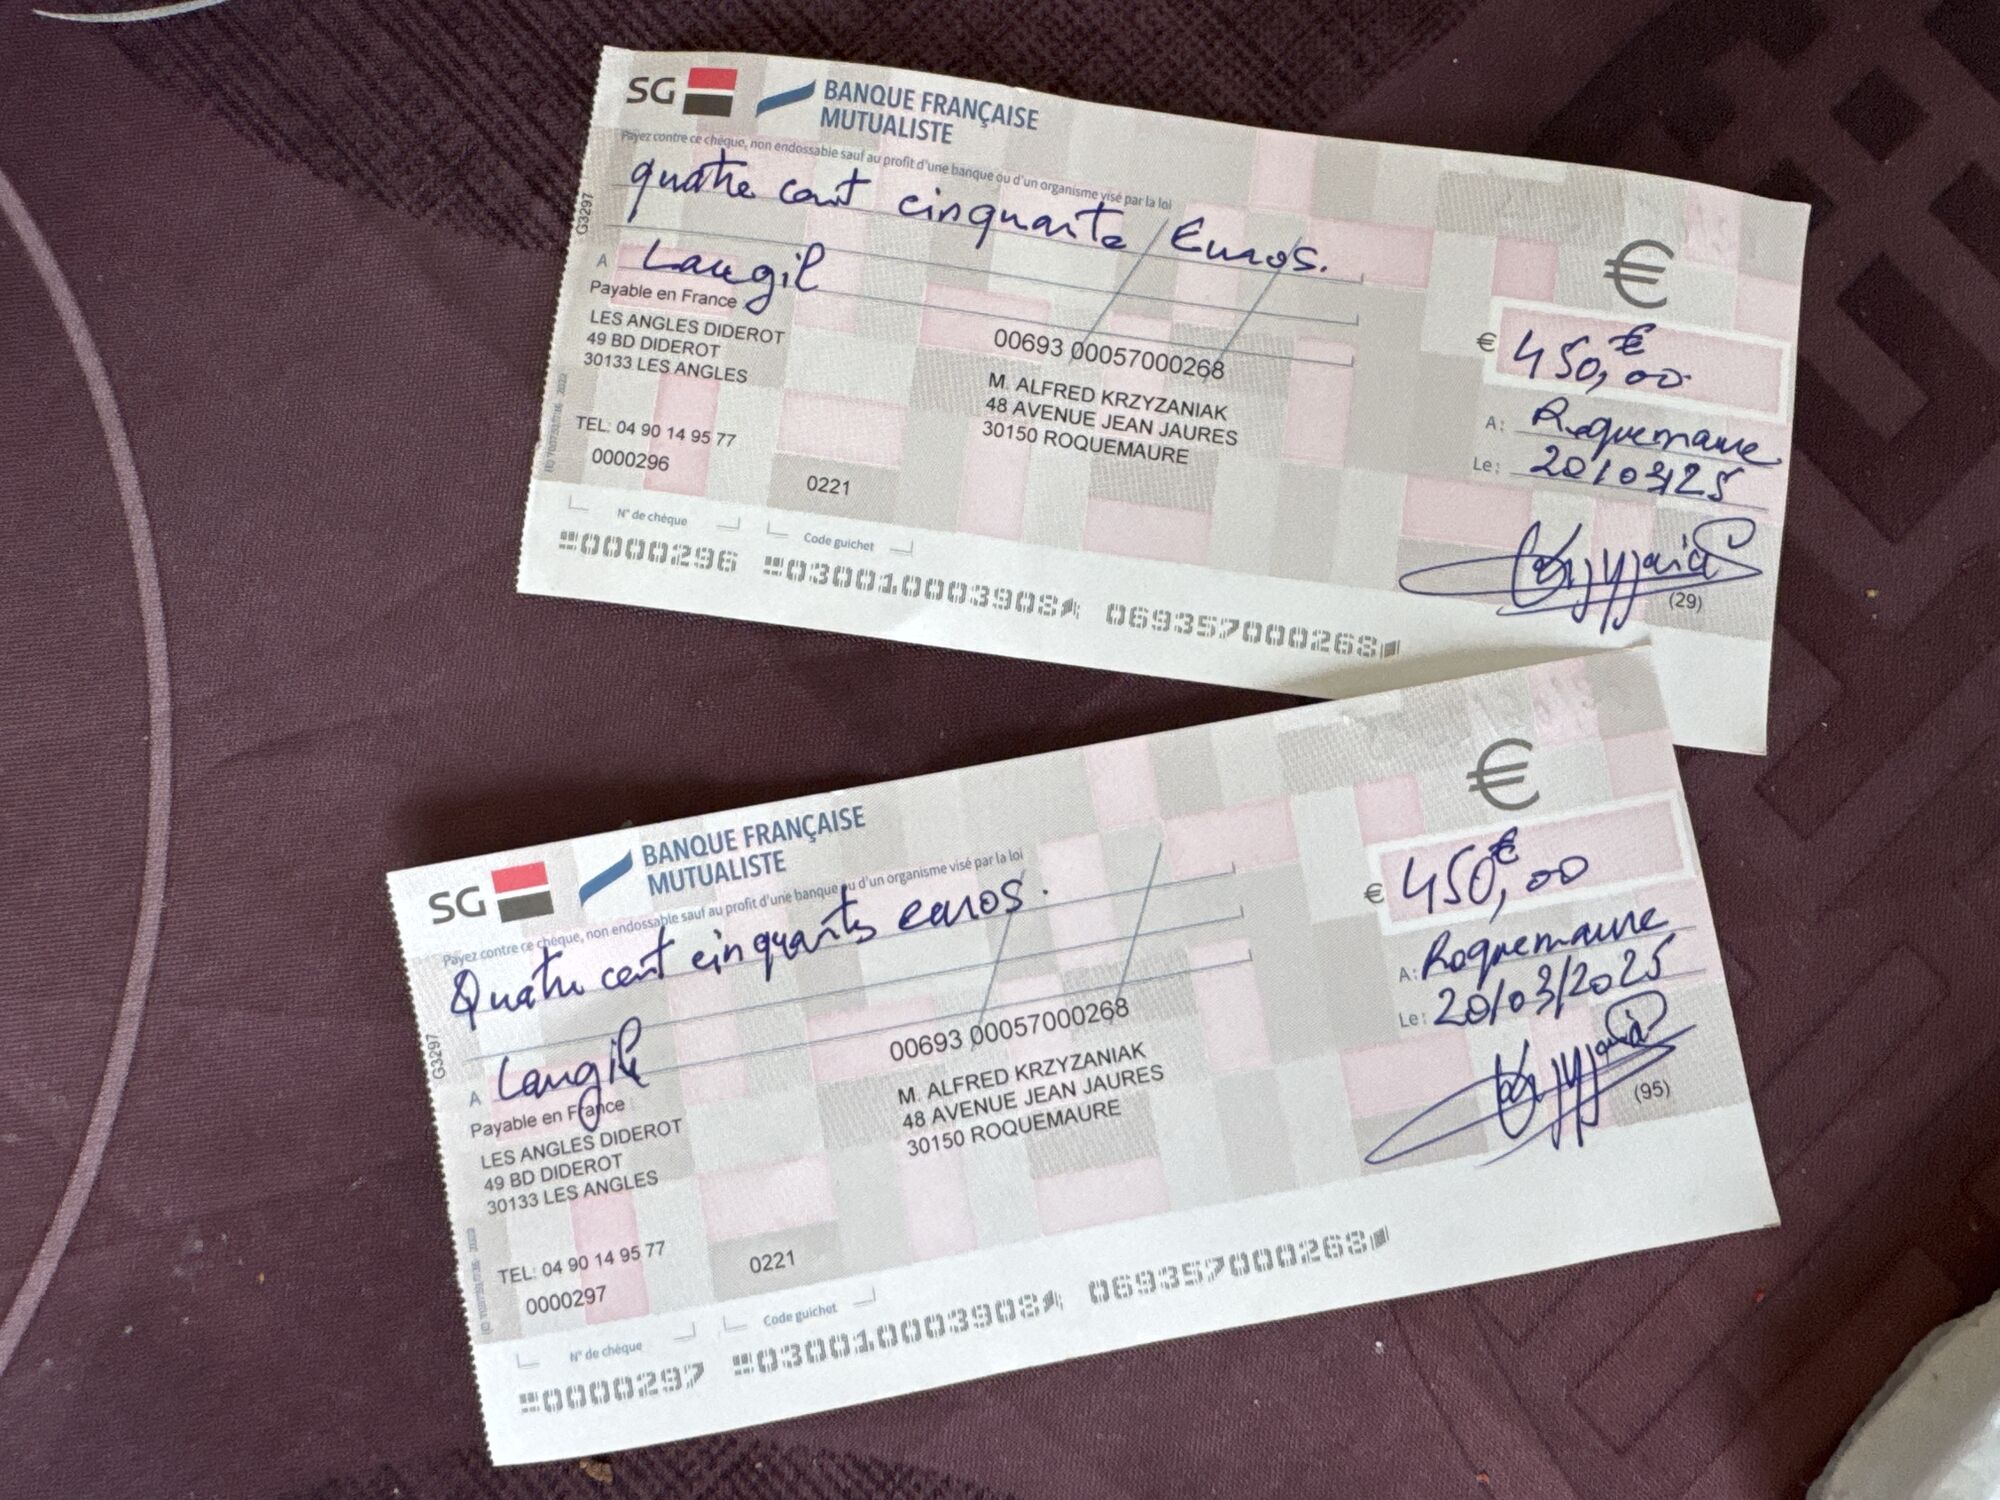 SG BANQUE FRANÇAISE
MUTUALISTE
Payez contre ce chèque, non endossable sauf au profit d'une banque ou d'un organisme visé par la loi
quatre cent cinquante Euros.
G3297
A Langil
Payable en France
LES ANGLES DIDEROT
49 BD DIDEROT
30133 LES ANGLES
TEL: 04 90 14 95 77
0000296
0221
N° de chèque
Code guichet
00693 00057000268
M. ALFRED KRZYZANIAK
48 AVENUE JEAN JAURES
30150 ROQUEMAURE
€
€ 450,€00
A: Roquemaure
Le: 20/03/25
(29)
0000296 030010003908 069357000268
SG BANQUE FRANÇAISE
MUTUALISTE
Payez contre ce chèque, non endossable sauf au profit d'une banque ou d'un organisme visé par la loi
Quatre cent cinquante euros.
G3297
A Langil
Payable en France
LES ANGLES DIDEROT
49 BD DIDEROT
30133 LES ANGLES
TEL: 04 90 14 95 77
0000297
0221
N° de chèque
Code guichet
00693 00057000268
M. ALFRED KRZYZANIAK
48 AVENUE JEAN JAURES
30150 ROQUEMAURE
€
€ 450,€00
A: Roquemaure
Le: 20/03/2025
(95)
0000297 030010003908 069357000268